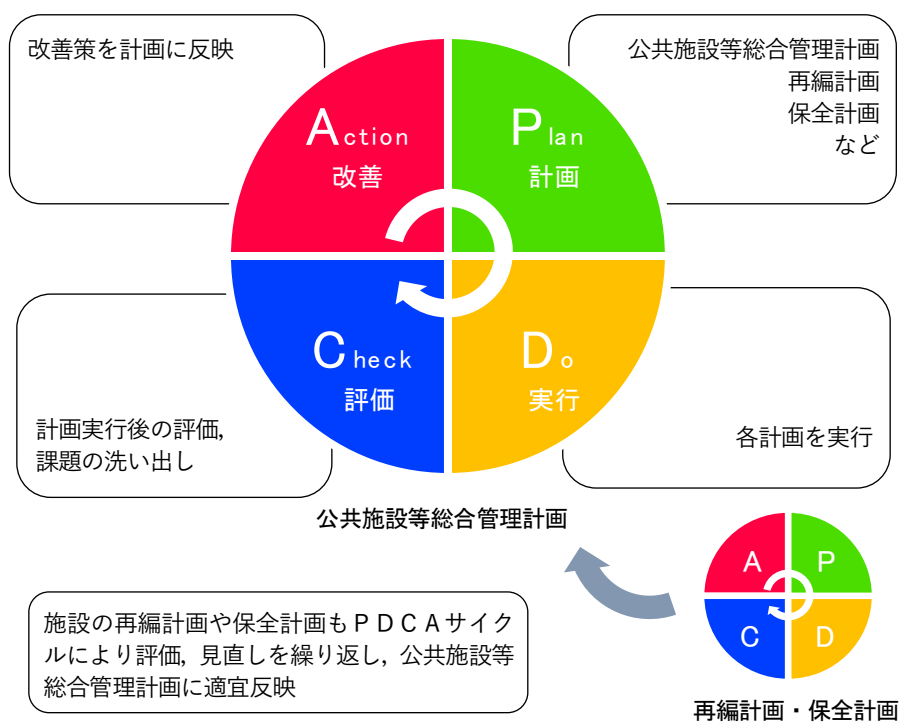 改善策を計画に反映
公共施設等総合管理計画
再編計画
保全計画
など
Action
改善
Plan
計画
Check
評価
Do
実行
計画実行後の評価,
課題の洗い出し
各計画を実行
公共施設等総合管理計画
施設の再編計画や保全計画もＰＤＣＡサイク
ルにより評価, 見直しを繰り返し, 公共施設等
総合管理計画に適宜反映
A
P
C
D
再編計画・保全計画